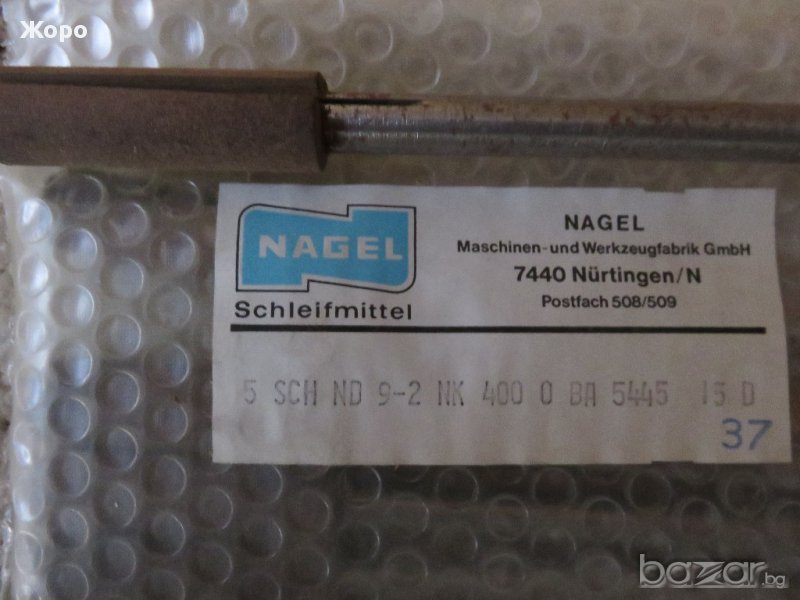 Жоро
NAGEL
Schleifmittel
NAGEL
Maschinen-und Werkzeugfabrik GmbH
7440 Nürtingen/N
Postfach 508/509
5 SCH ND 9-2 NK 400 O BA 5445 15 D
37
bazar.bg